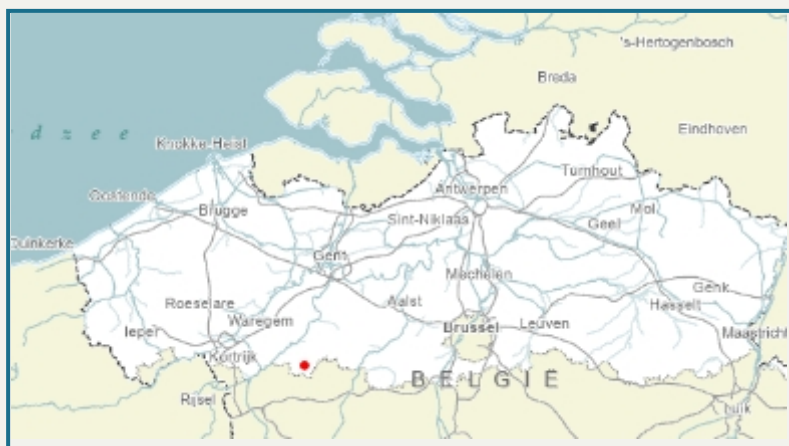 's-Hertogenbosch
Breda
d z e e
Eindhoven
Knokke-Heist
Turnhout
Oostende
Antwerpen
Brugge
Mol
Sint-Niklaas
Geel
Duinkerke
Gent
Mechelen
Genk
Roeselare
Aalst
Hasselt
Ieper
Waregem
Brussel
Leuven
Maastricht
Kortrijk
BELGIË
Rijsel
Luik